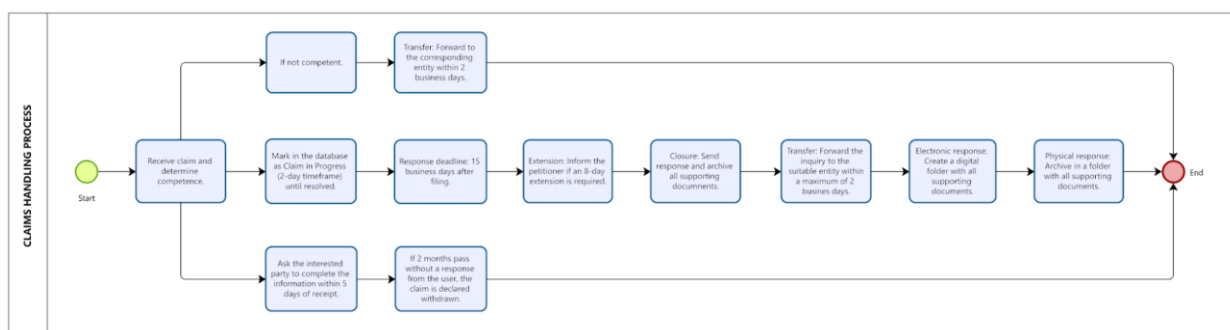 CLAIMS HANDLING PROCESS
If not competent.
Transfer: Forward to
the corresponding
entity within 2
business days.
Start
Receive claim and
determine
competence.
Mark in the database
as Claim in Progress
(2-day timeframe)
until resolved.
Response deadline: 15
business days after
filing.
Extension: Inform the
petitioner if an 8-day
extension is required.
Closure: Send
response and archive
all supporting
documnents.
Transfer: Forward the
inquiry to the
suitable entity within
a maximum of 2
busines days.
Electronic response:
Create a digital
folder with all
supporting
documents.
Physical response:
Archive in a folder
with all supporting
documents.
End
Ask the interested
party to complete the
information within 5
days of receipt.
If 2 months pass
without a response
from the user, the
claim is declared
withdrawn.